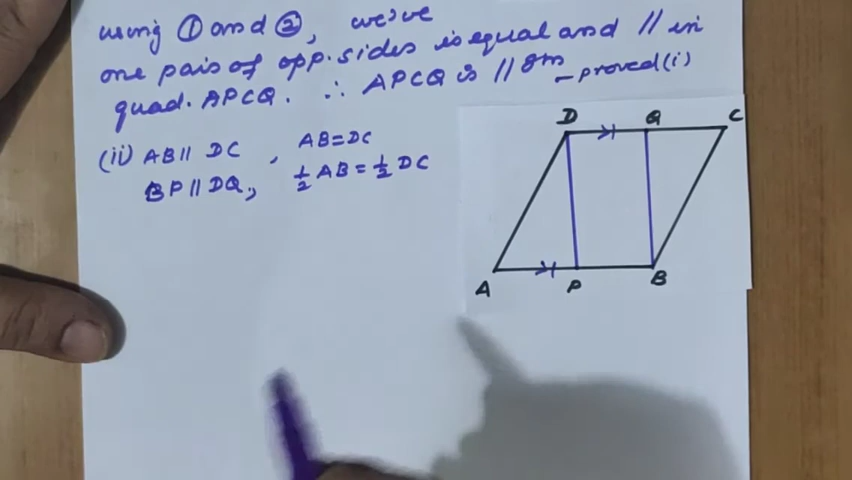 using ① and ②, we've
one pair of opp. sides is equal and // in
quad. APCQ. ∴ APCQ is //gm
- proved (i)
(ii) AB // DC, AB = DC
BP // DQ, ½ AB = ½ DC
D Q C
A P B